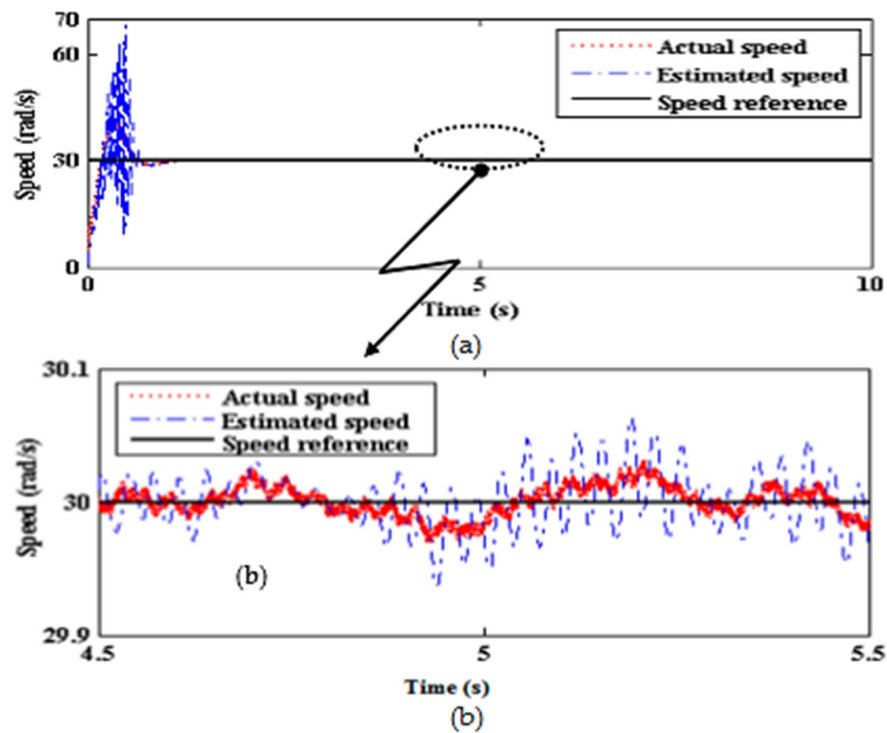 70
60
30
0
Speed (rad/s)
Actual speed
Estimated speed
Speed reference
0
5
10
Time (s)
(a)
30.1
30
29.9
Speed (rad/s)
Actual speed
Estimated speed
Speed reference
(b)
4.5
5
5.5
Time (s)
(b)